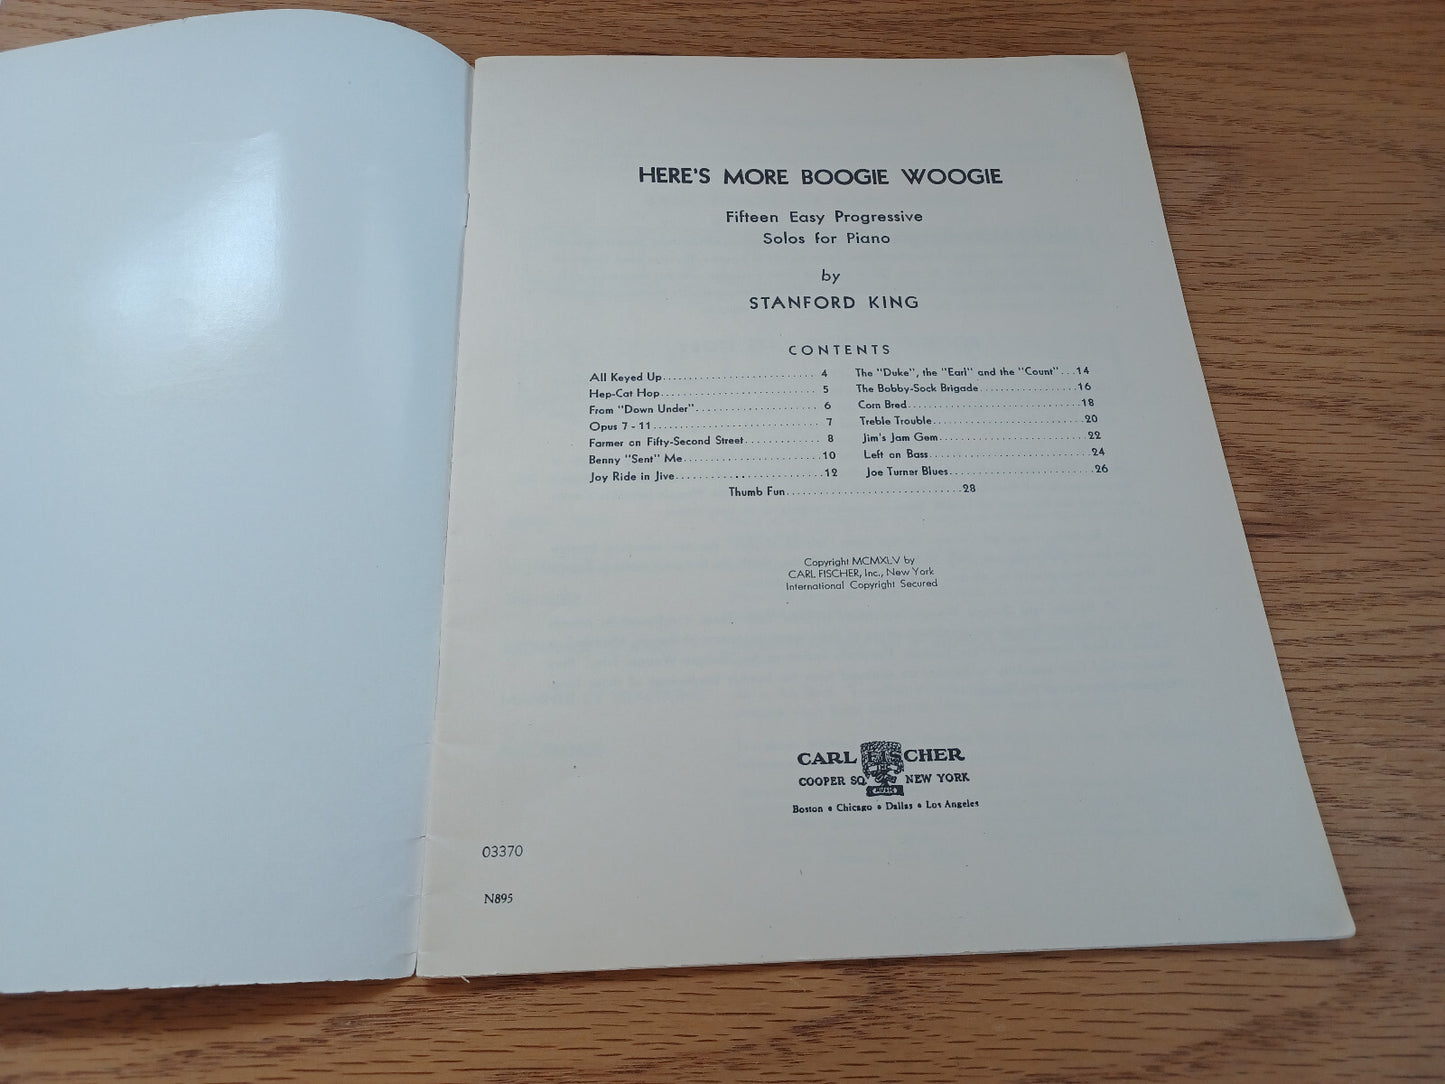 HERE'S MORE BOOGIE WOOGIE
Fifteen Easy Progressive
Solos for Piano
by
STANFORD KING
CONTENTS
All Keyed Up........................... 4
Hep-Cat Hop......................... 5
From "Down Under"................... 6
Opus 7 - 11........................... 7
Farmer on Fifty-Second Street............ 8
Benny "Sent" Me......................10
Joy Ride in Jive.......................12
The "Duke", the "Earl" and the "Count"...14
The Bobby-Sock Brigade................16
Corn Bred............................18
Treble Trouble.........................20
Jim's Jam Gem........................22
Left on Bass..........................24
Joe Turner Blues.......................26
Thumb Fun............................28
Copyright MCMXLV by
CARL FISCHER, Inc., New York
International Copyright Secured
CARL FISCHER
COOPER SQ. NEW YORK
MUSIC
Boston • Chicago • Dallas • Los Angeles
03370
N895